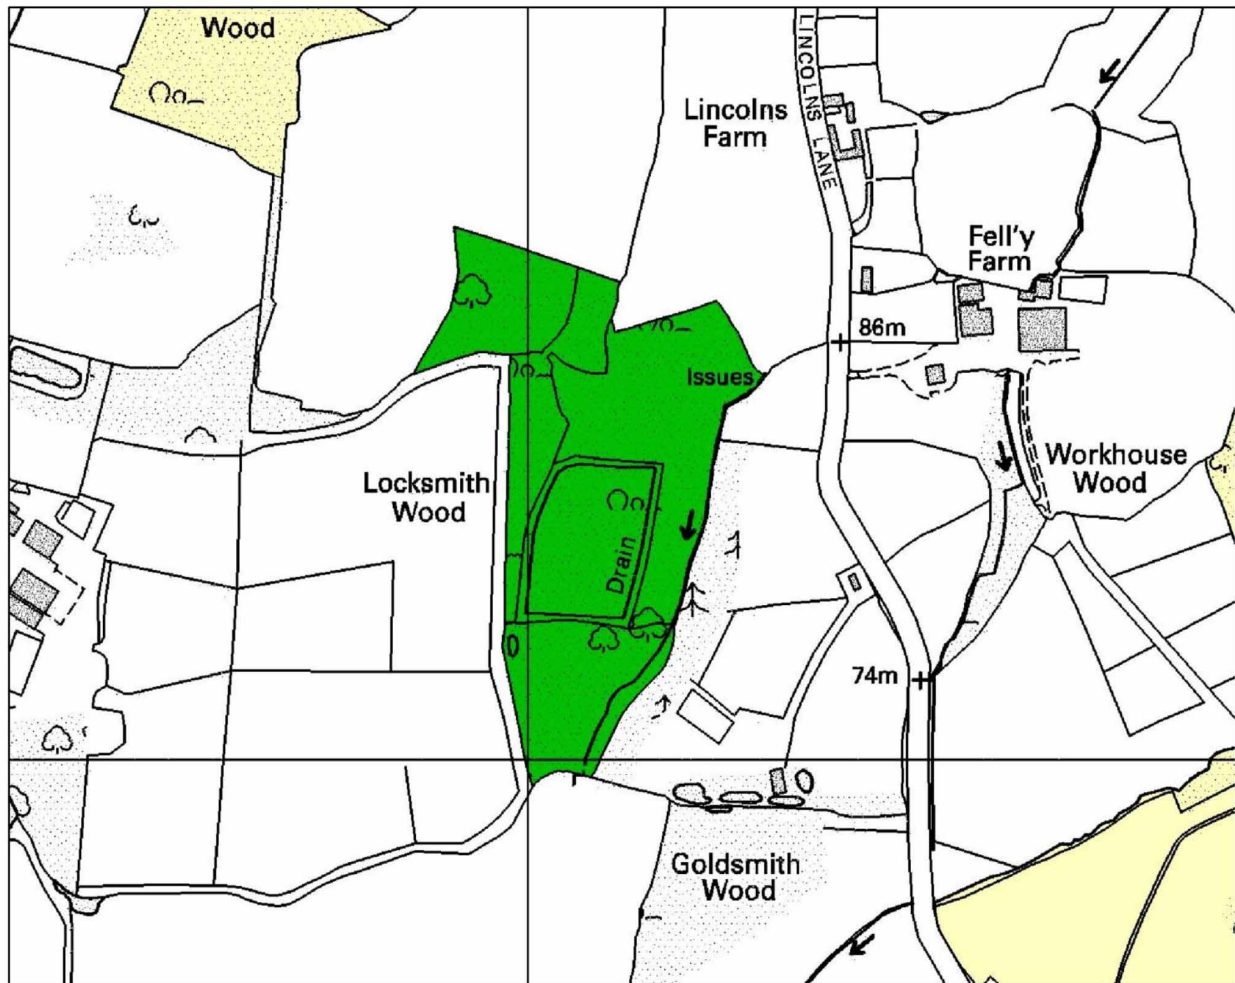 Wood
LINCOLNS LANE
Lincolns
Farm
Fell'y
Farm
86m
Issues
Locksmith
Wood
Workhouse
Wood
Drain
74m
Goldsmith
Wood